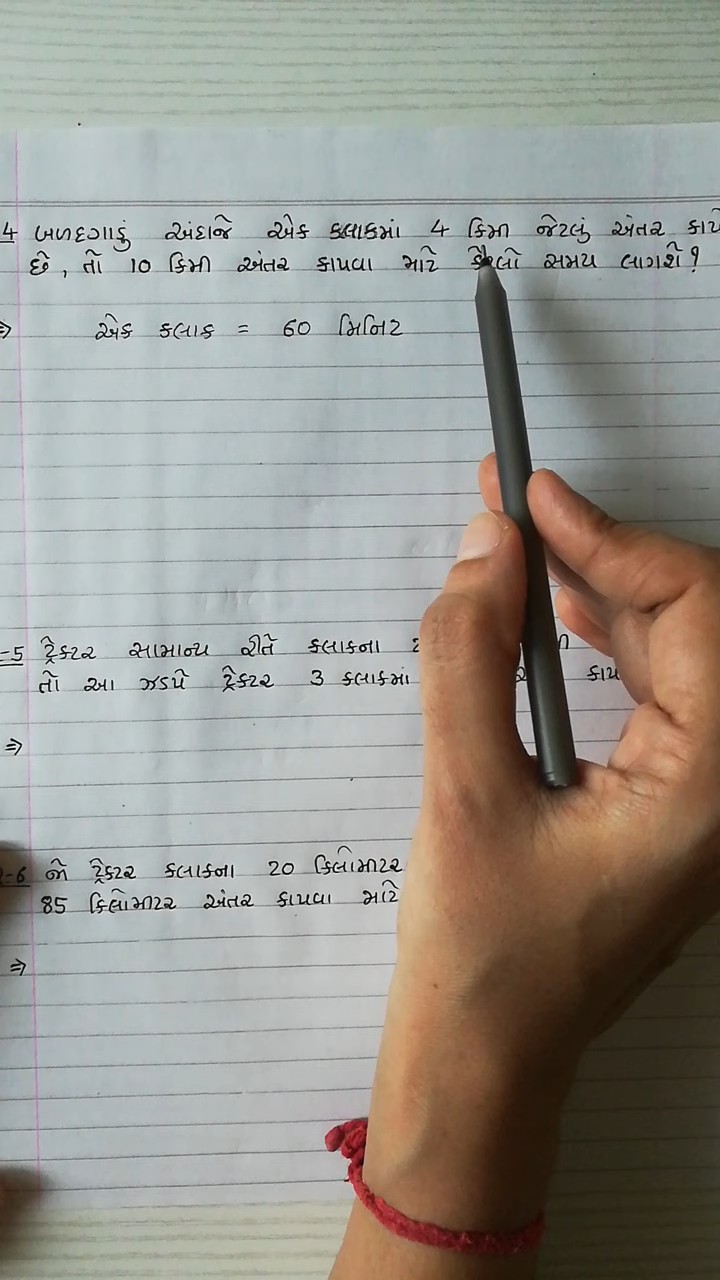 4 બળદગાડું અંદાજે એક કલાકમાં 4 કિમી જેટલું અંતર કાપે
છે, તો 10 કિમી અંતર કાપવા માટે કેટલો સમય લાગશે?
⇒ એક કલાક = 60 મિનિટ
-5 ટ્રેક્ટર સામાન્ય રીતે કલાકના
તો આ ઝડપે ટ્રેક્ટર 3 કલાકમાં
⇒
-6 જો ટ્રેક્ટર કલાકના 20 કિલોમીટર
85 કિલોમીટર અંતર કાપવા માટે
⇒